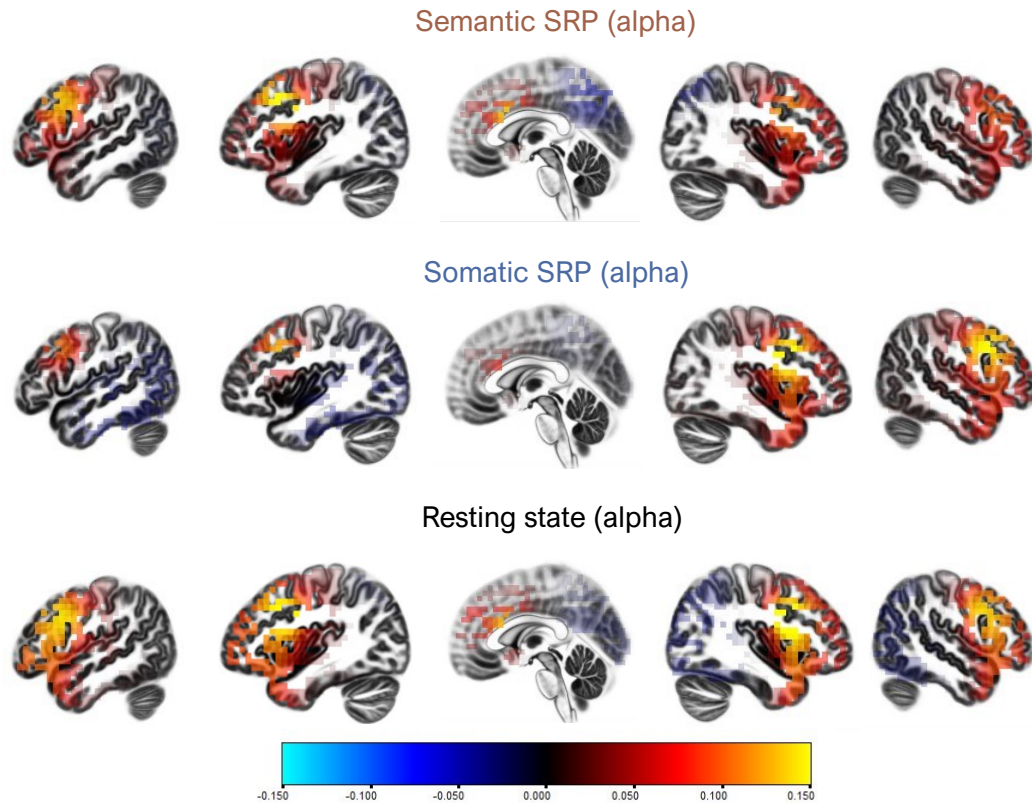 Semantic SRP (alpha)
Somatic SRP (alpha)
Resting state (alpha)
-0.150 -0.100 -0.050 0.000 0.050 0.100 0.150